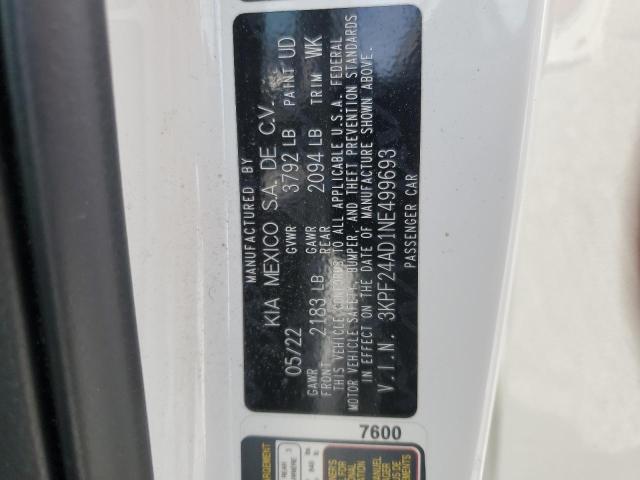 MANUFACTURED BY
KIA MEXICO S.A. DE C.V.
05/22 GVWR 3792 LB PAINT UD
GAWR FRONT 2183 LB GAWR REAR 2094 LB TRIM WK
THIS VEHICLE CONFORMS TO ALL APPLICABLE U.S.A. FEDERAL
MOTOR VEHICLE SAFETY, BUMPER, AND THEFT PREVENTION STANDARDS
IN EFFECT ON THE DATE OF MANUFACTURE SHOWN ABOVE.
V.I.N. 3KPF24AD1NE499693
PASSENGER CAR
7600
REAR